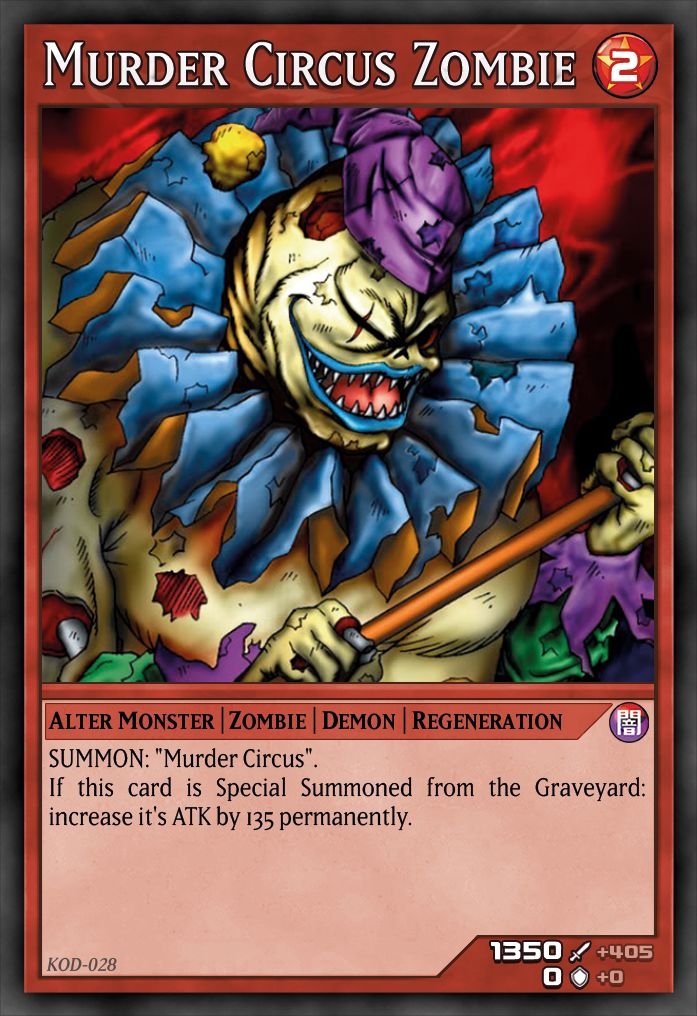 Murder Circus Zombie 2
Alter Monster | Zombie | Demon | Regeneration 闇
SUMMON: "Murder Circus".
If this card is Special Summoned from the Graveyard:
increase it's ATK by 135 permanently.
1350 +405
0 +0
KOD-028